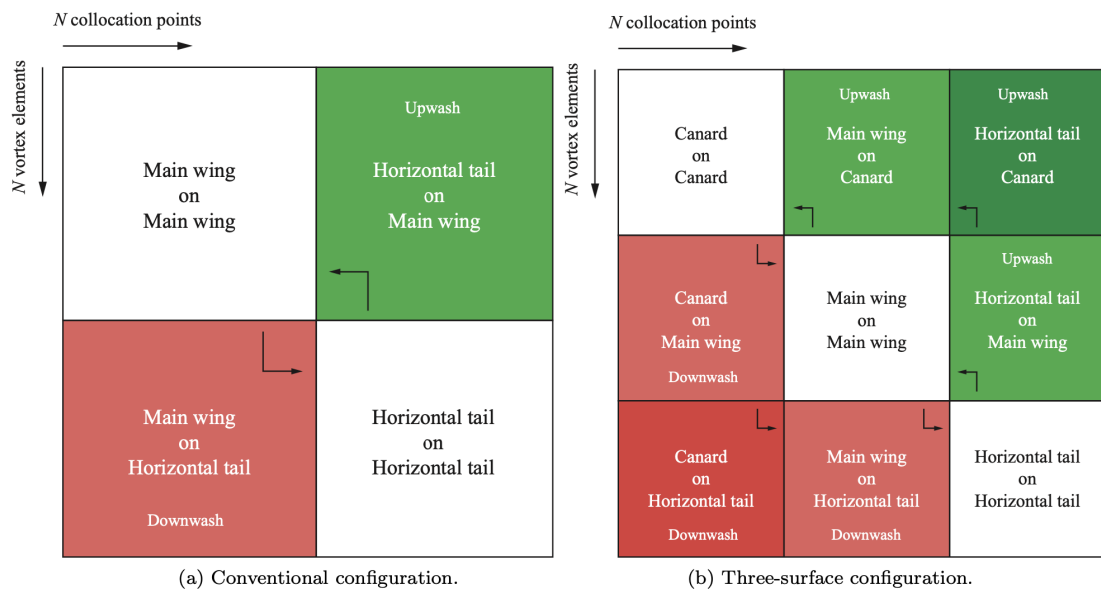 N collocation points
N vortex elements
Main wing
on
Main wing
Upwash
Horizontal tail
on
Main wing
Main wing
on
Horizontal tail
Downwash
Horizontal tail
on
Horizontal tail
(a) Conventional configuration.
N collocation points
N vortex elements
Canard
on
Canard
Upwash
Main wing
on
Canard
Upwash
Horizontal tail
on
Canard
Canard
on
Main wing
Downwash
Main wing
on
Main wing
Upwash
Horizontal tail
on
Main wing
Canard
on
Horizontal tail
Downwash
Main wing
on
Horizontal tail
Downwash
Horizontal tail
on
Horizontal tail
(b) Three-surface configuration.